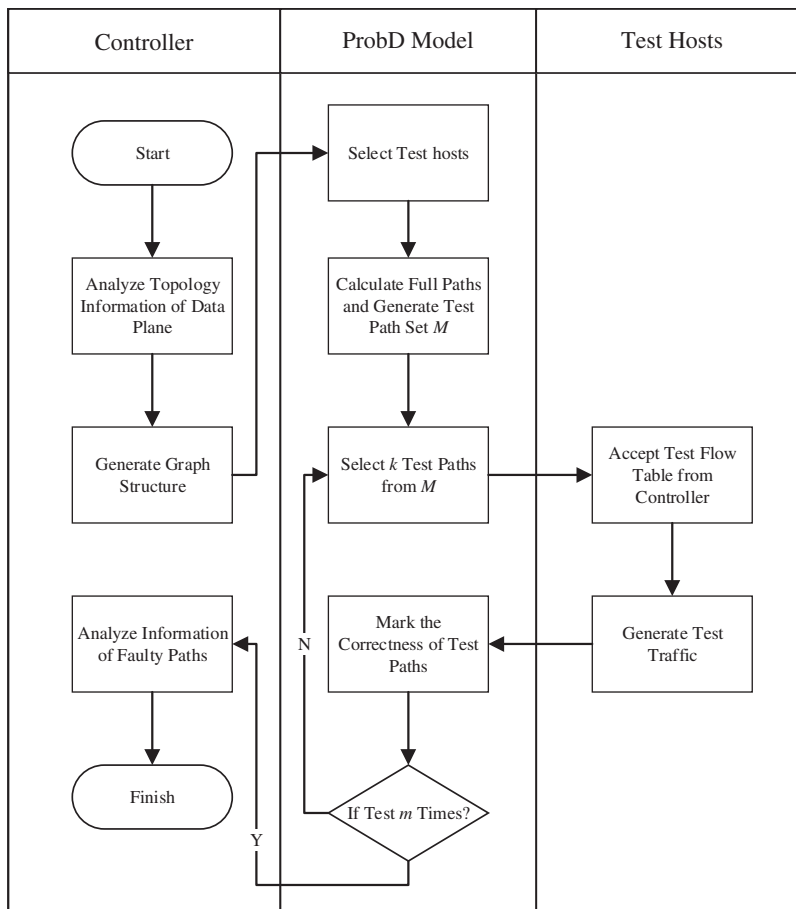 Controller
ProbD Model
Test Hosts
Start
Select Test hosts
Analyze Topology
Information of Data
Plane
Calculate Full Paths
and Generate Test
Path Set M
Generate Graph
Structure
Select k Test Paths
from M
Accept Test Flow
Table from
Controller
Analyze Information
of Faulty Paths
N
Mark the
Correctness of Test
Paths
Generate Test
Traffic
Finish
If Test m Times?
Y